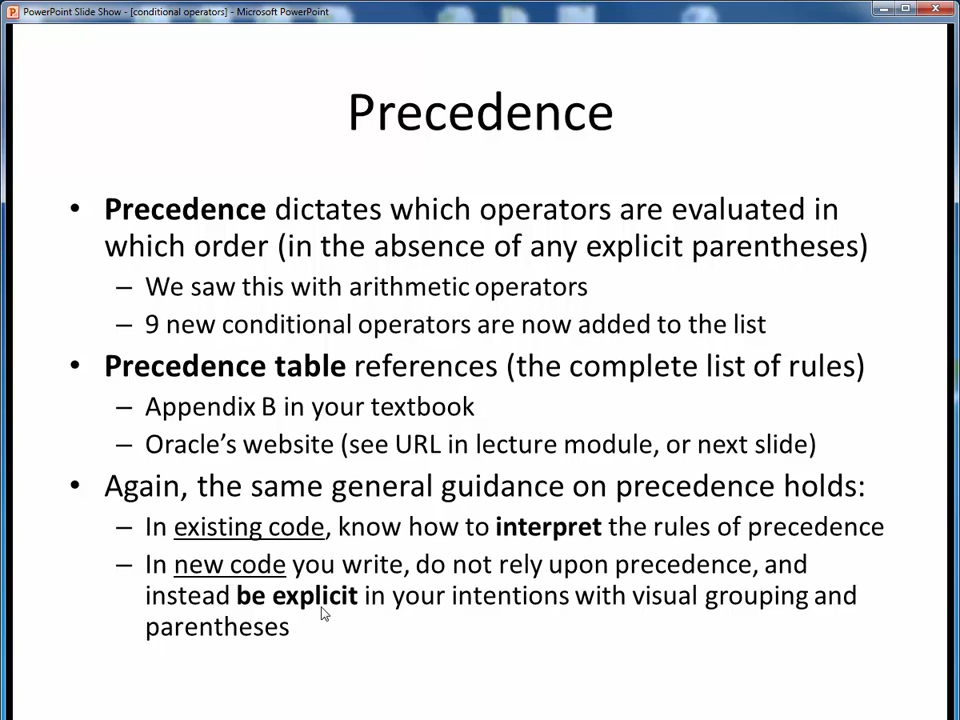 PowerPoint Slide Show - [conditional operators] - Microsoft PowerPoint
Precedence
• Precedence dictates which operators are evaluated in
which order (in the absence of any explicit parentheses)
– We saw this with arithmetic operators
– 9 new conditional operators are now added to the list
• Precedence table references (the complete list of rules)
– Appendix B in your textbook
– Oracle’s website (see URL in lecture module, or next slide)
• Again, the same general guidance on precedence holds:
– In existing code, know how to interpret the rules of precedence
– In new code you write, do not rely upon precedence, and
instead be explicit in your intentions with visual grouping and
parentheses